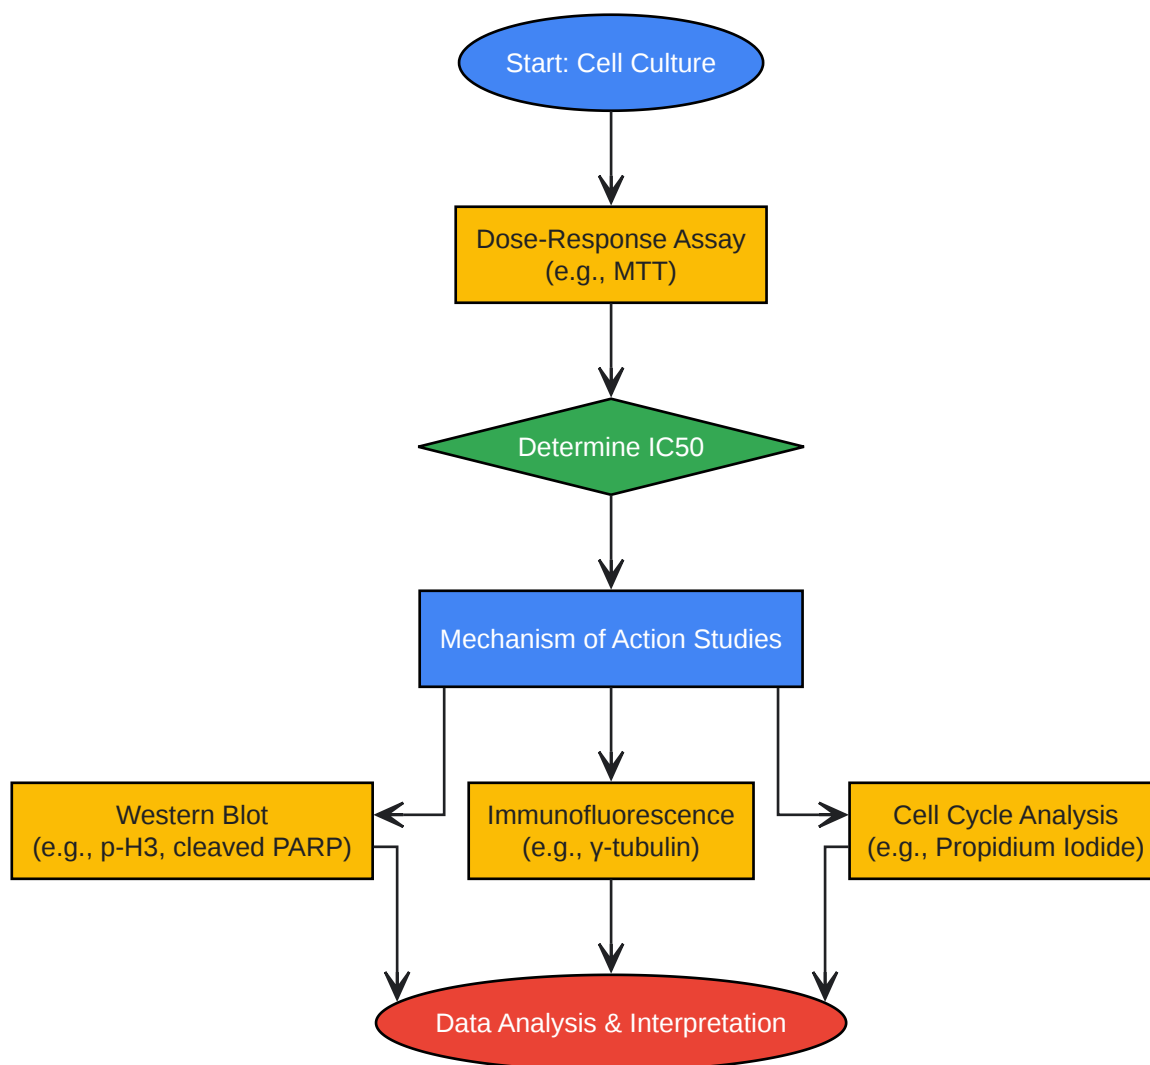 Start: Cell Culture
Dose-Response Assay
(e.g., MTT)
Determine IC50
Mechanism of Action Studies
Western Blot
(e.g., p-H3, cleaved PARP)
Immunofluorescence
(e.g., γ-tubulin)
Cell Cycle Analysis
(e.g., Propidium Iodide)
Data Analysis & Interpretation